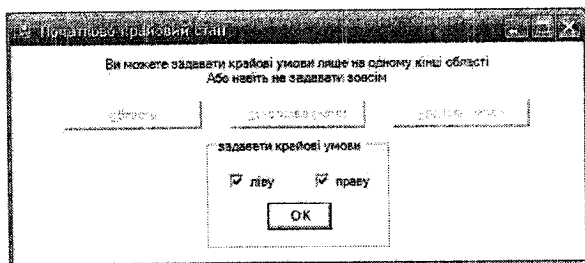 Початково-крайовий стан
Ви можете задавати крайові умови лише на одному кінці області
Або навіть не задавати зовсім
область
задавати крайові умови
ліву праву
OK